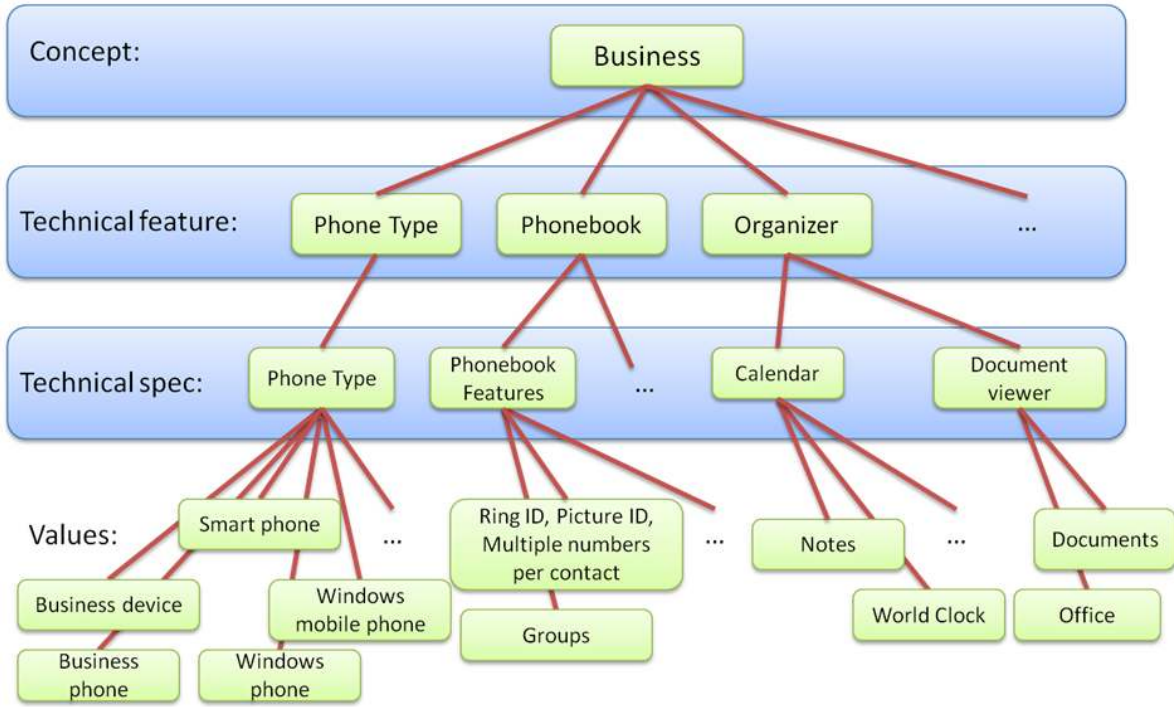 Concept:
Business
Technical feature:
Phone Type
Phonebook
Organizer
...
Technical spec:
Phone Type
Phonebook
Features
...
Calendar
Document
viewer
Values:
Smart phone
...
Ring ID, Picture ID,
Multiple numbers
per contact
...
Notes
...
Documents
Business device
Windows
mobile phone
Groups
World Clock
Office
Business
phone
Windows
phone